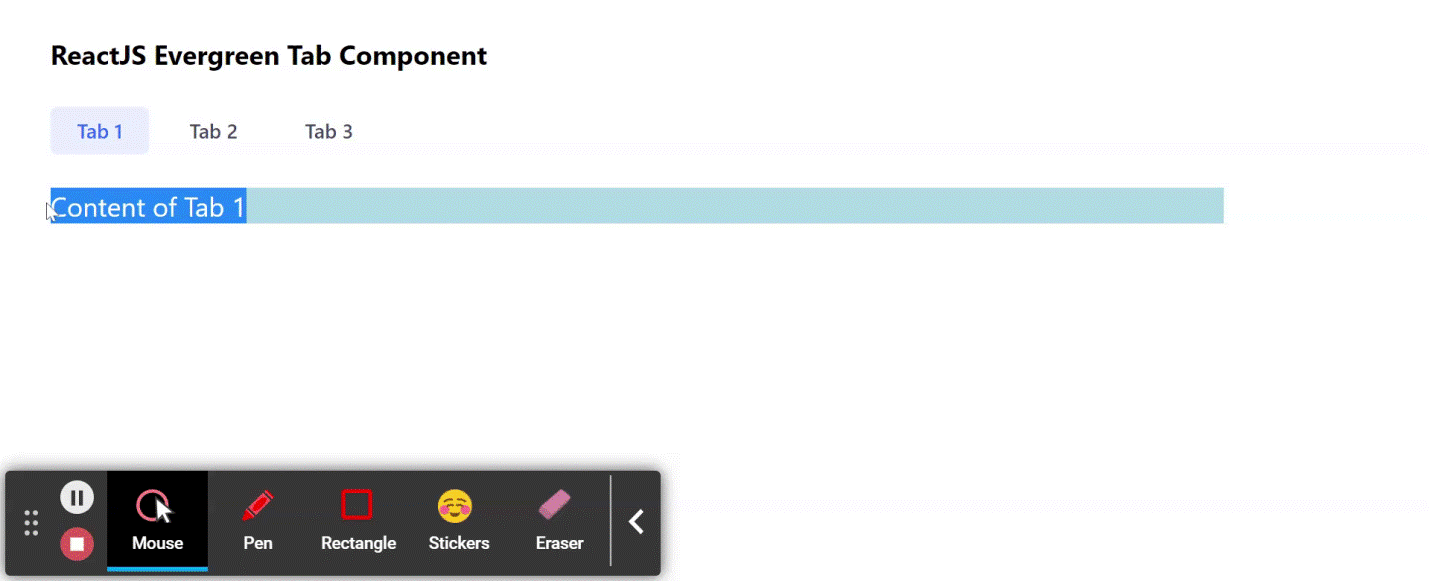 ReactJS Evergreen Tab Component
Tab 1 Tab 2 Tab 3
Content of Tab 1
Mouse Pen Rectangle Stickers Eraser